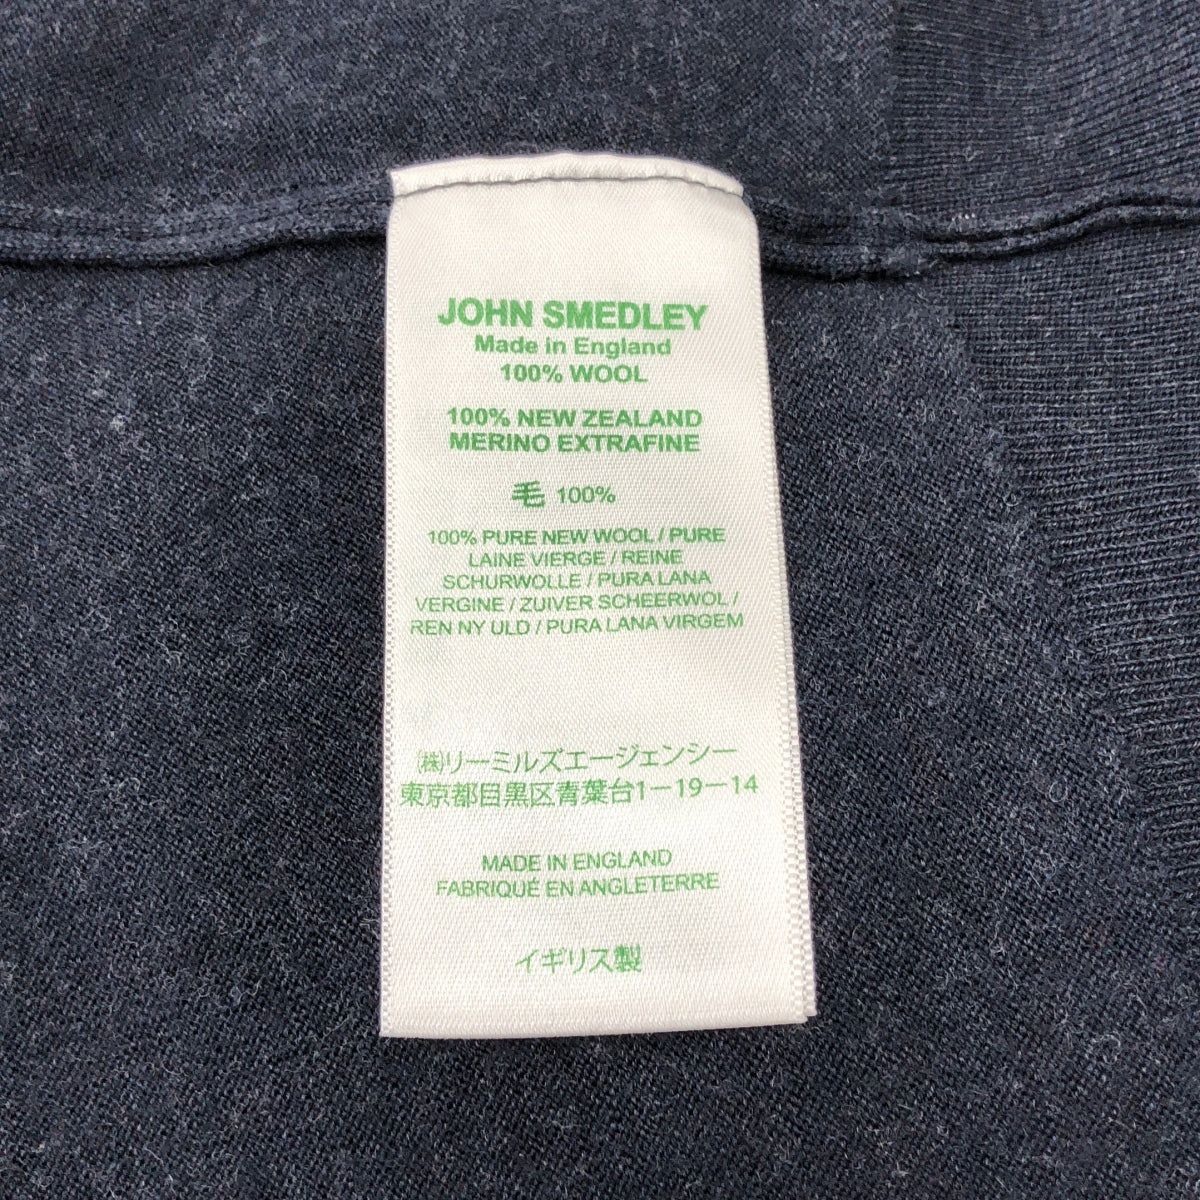 JOHN SMEDLEY
Made in England
100% WOOL
100% NEW ZEALAND
MERINO EXTRAFINE
毛 100%
100% PURE NEW WOOL / PURE
LAINE VIERGE / REINE
SCHURWOLLE / PURA LANA
VERGINE / ZUIVER SCHEERWOL /
REN NY ULD / PURA LANA VIRGEM
㈱リーミルズエージェンシー
東京都目黒区青葉台1-19-14
MADE IN ENGLAND
FABRIQUÉ EN ANGLETERRE
イギリス製